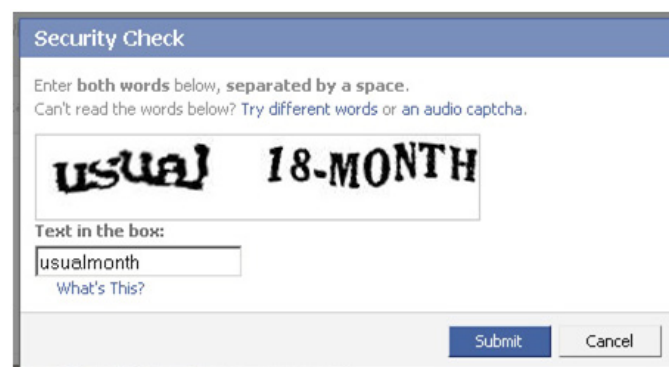 Security Check
Enter both words below, separated by a space.
Can't read the words below? Try different words or an audio captcha.
usual 18-MONTH
Text in the box:
usualmonth
What's This?
Submit Cancel